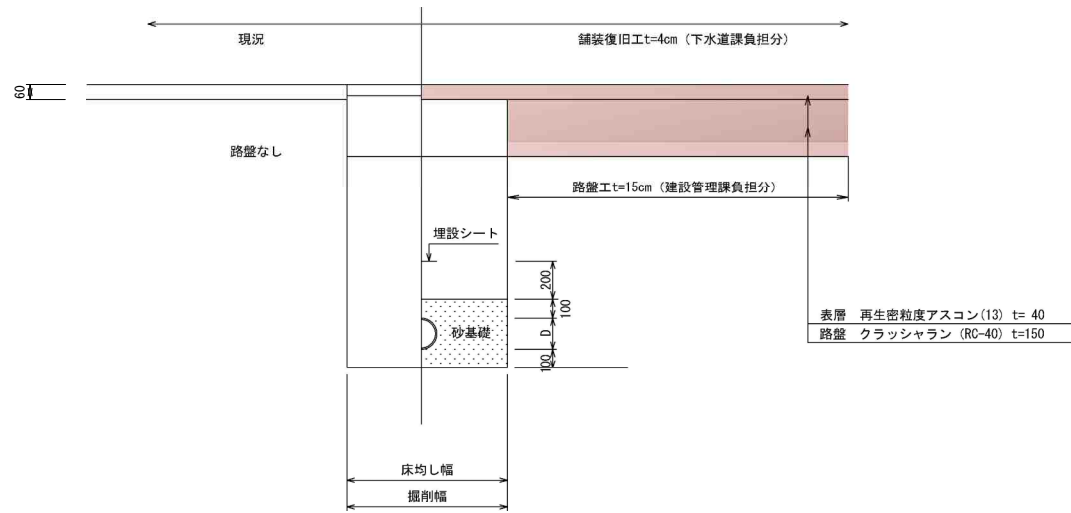 現況
舗装復旧工t=4cm（下水道課負担分）
60
路盤なし
路盤工t=15cm（建設管理課負担分）
埋設シート
200
100
砂基礎
D
100
表層 再生密粒度アスコン(13) t= 40
路盤 クラッシャラン (RC-40) t=150
床均し幅
掘削幅